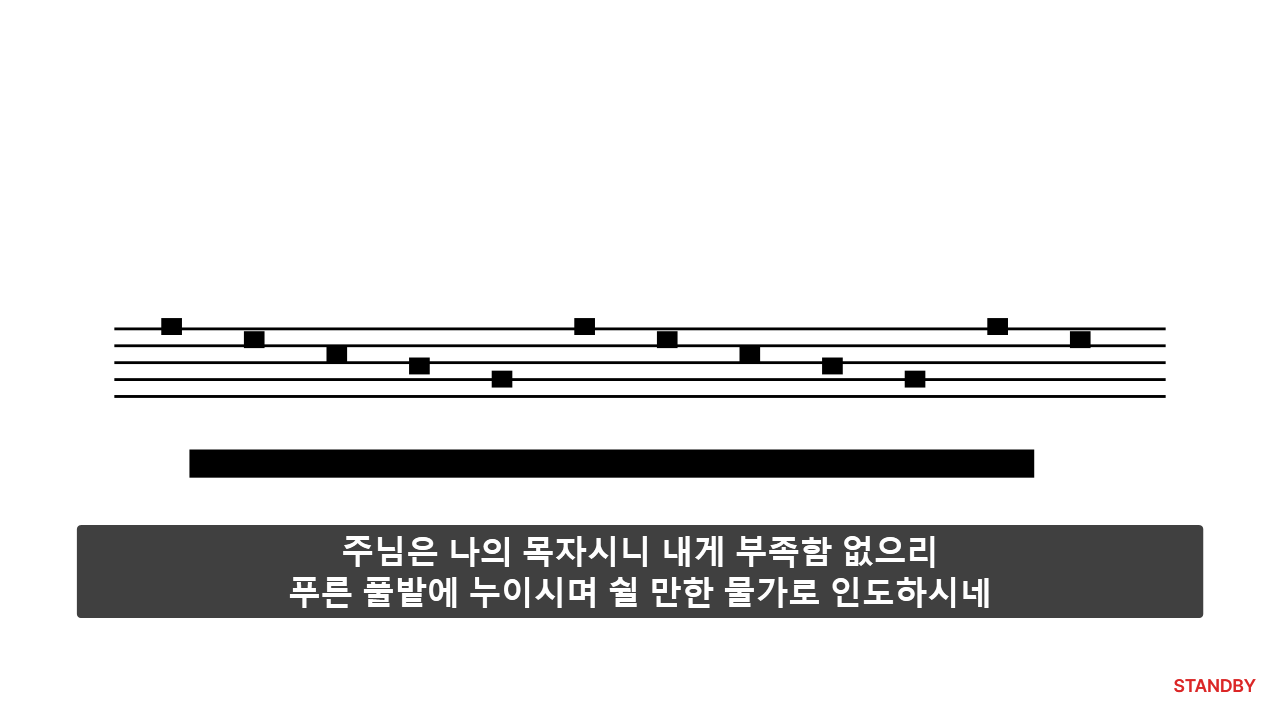 주님은 나의 목자시니 내게 부족함 없으리
푸른 풀밭에 누이시며 쉴 만한 물가로 인도하시네
STANDBY